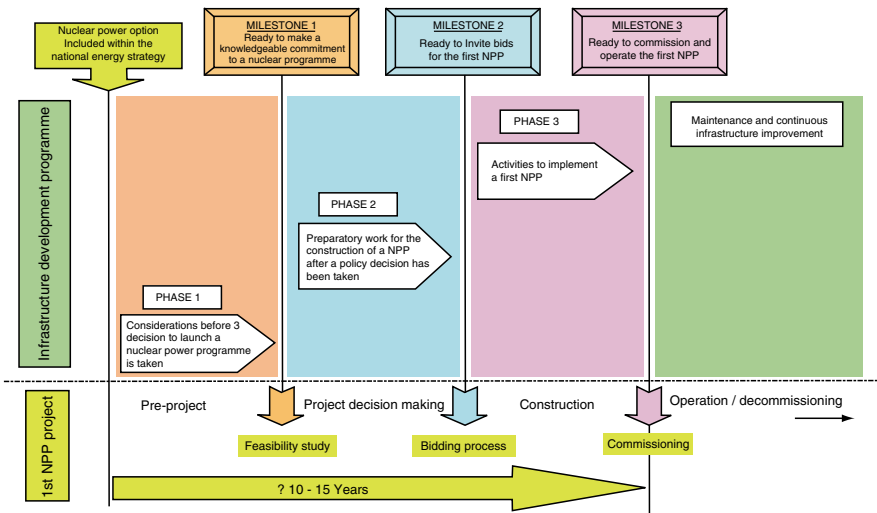 Nuclear power option
Included within the
national energy strategy
MILESTONE 1
Ready to make a
knowledgeable commitment
to a nuclear programme
MILESTONE 2
Ready to Invite bids
for the first NPP
MILESTONE 3
Ready to commission and
operate the first NPP
Infrastructure development programme
PHASE 1
Considerations before 3
decision to launch a
nuclear power programme
is taken
PHASE 2
Preparatory work for the
construction of a NPP
after a policy decision has
been taken
PHASE 3
Activities to implement
a first NPP
Maintenance and continuous
infrastructure improvement
1st NPP project
Pre-project
Project decision making
Construction
Operation / decommissioning
Feasibility study
Bidding process
Commissioning
? 10 - 15 Years